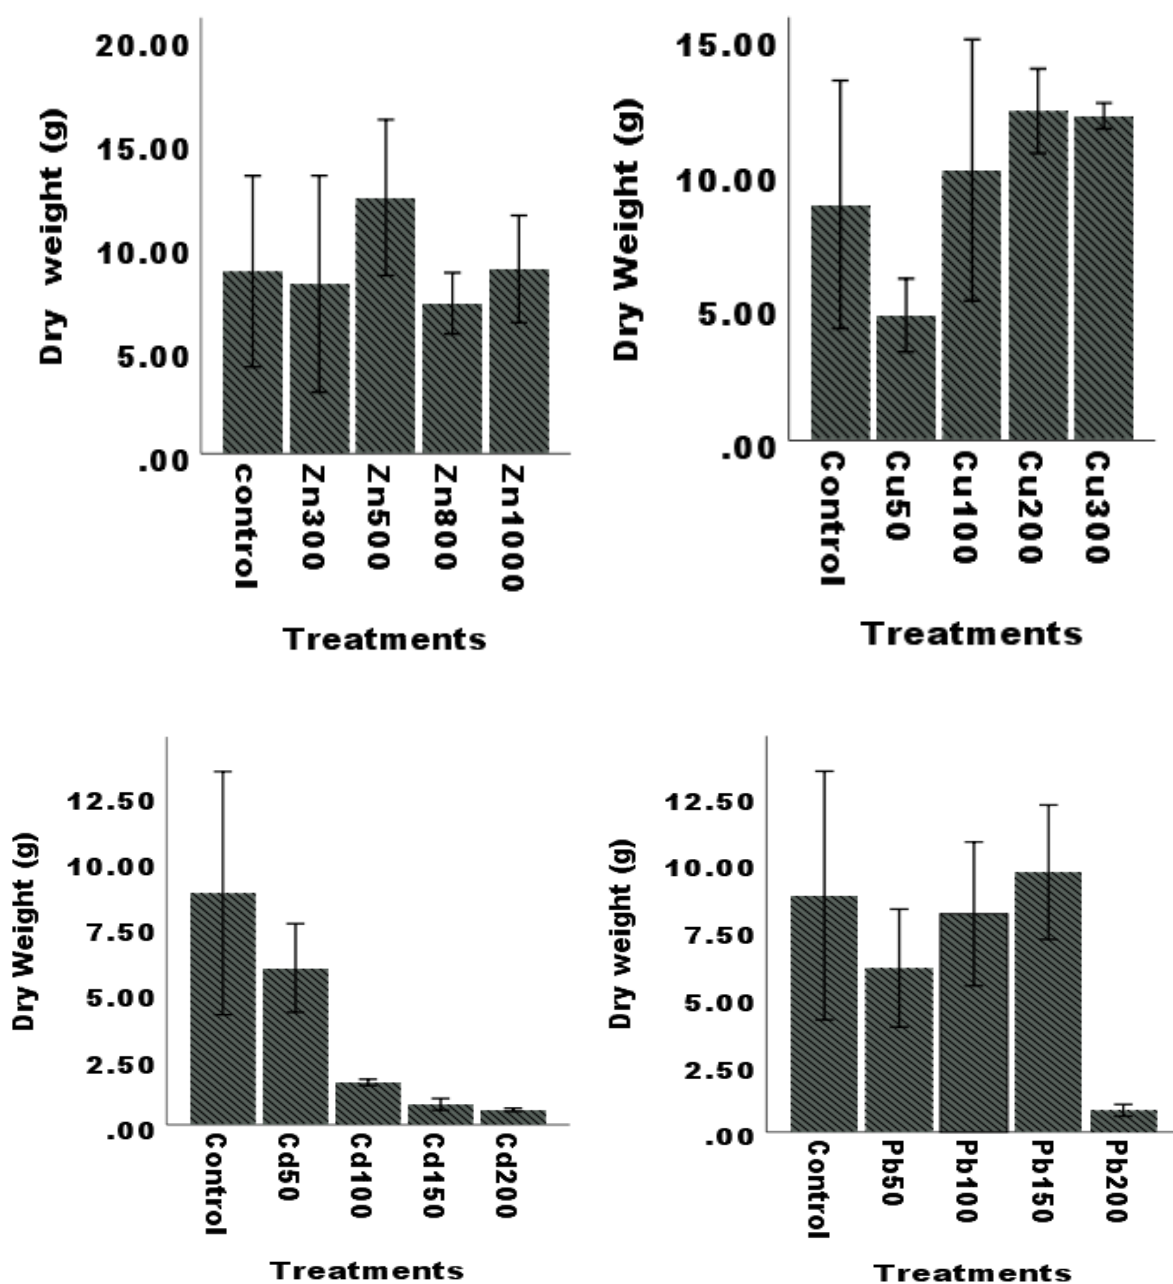 20.00
15.00
10.00
5.00
.00
Dry weight (g)
control
Zn300
Zn500
Zn800
Zn1000
Treatments
15.00
10.00
5.00
.00
Dry Weight (g)
Control
Cu50
Cu100
Cu200
Cu300
Treatments
12.50
10.00
7.50
5.00
2.50
.00
Dry Weight (g)
Control
Cd50
Cd100
Cd150
Cd200
Treatments
12.50
10.00
7.50
5.00
2.50
.00
Dry weight (g)
Control
Pb50
Pb100
Pb150
Pb200
Treatments